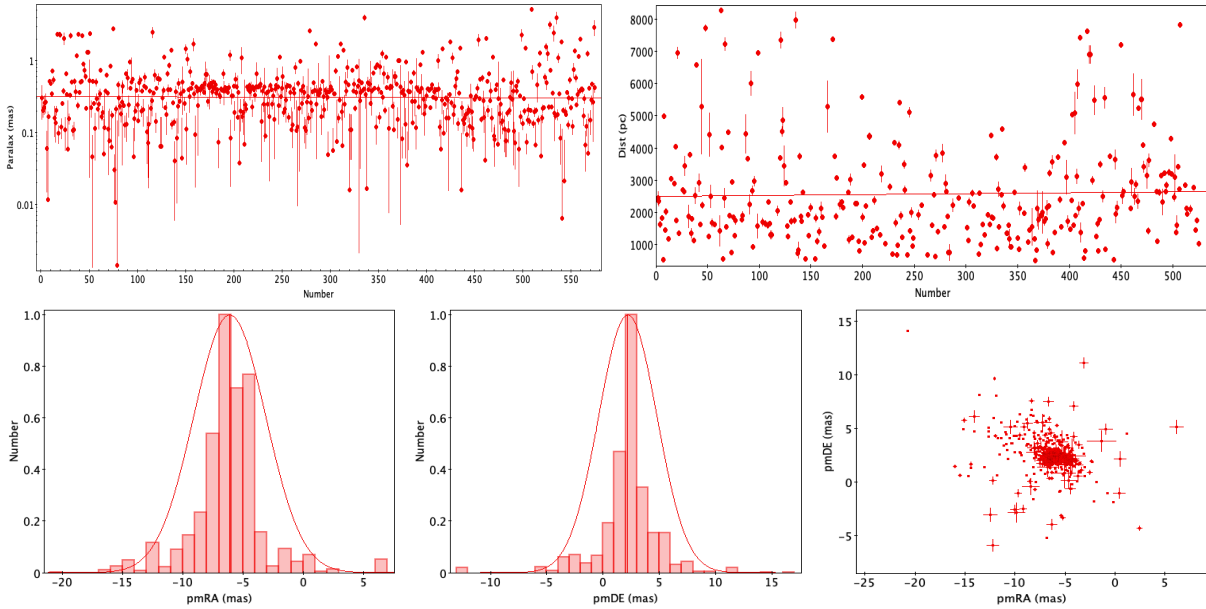 Paralax (mas)
1
0.1
0.01
0 50 100 150 200 250 300 350 400 450 500 550
Number
Dist (pc)
8000
7000
6000
5000
4000
3000
2000
1000
0 50 100 150 200 250 300 350 400 450 500
Number
Number
1.0
0.8
0.6
0.4
0.2
0
−20 −15 −10 −5 0 5
pmRA (mas)
Number
1.0
0.8
0.6
0.4
0.2
0
−10 −5 0 5 10 15
pmDE (mas)
pmDE (mas)
15
10
5
0
−5
−25 −20 −15 −10 −5 0 5
pmRA (mas)